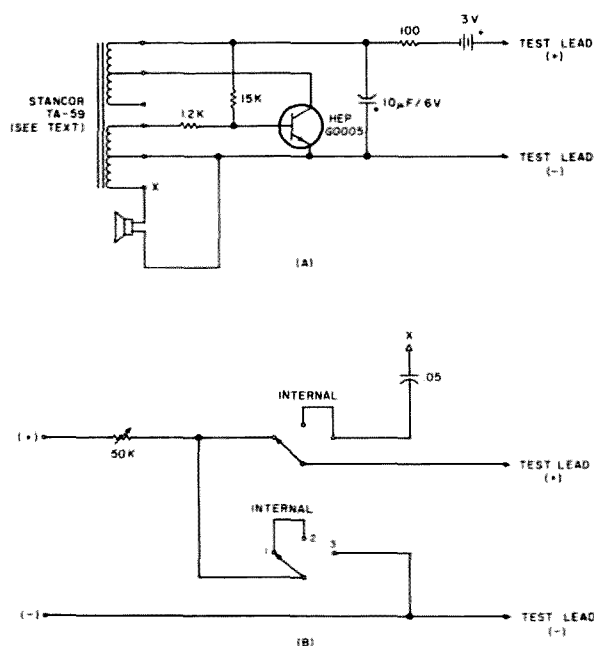 3V
100
+
TEST LEAD
(+)
STANCOR
TA-59
(SEE TEXT)
15K
10µF/6V
1.2K
HEP
G0005
+
TEST LEAD
(-)
X
(A)
X
.05
INTERNAL
(+)
50K
TEST LEAD
(+)
INTERNAL
1
2
3
(-)
TEST LEAD
(-)
(B)